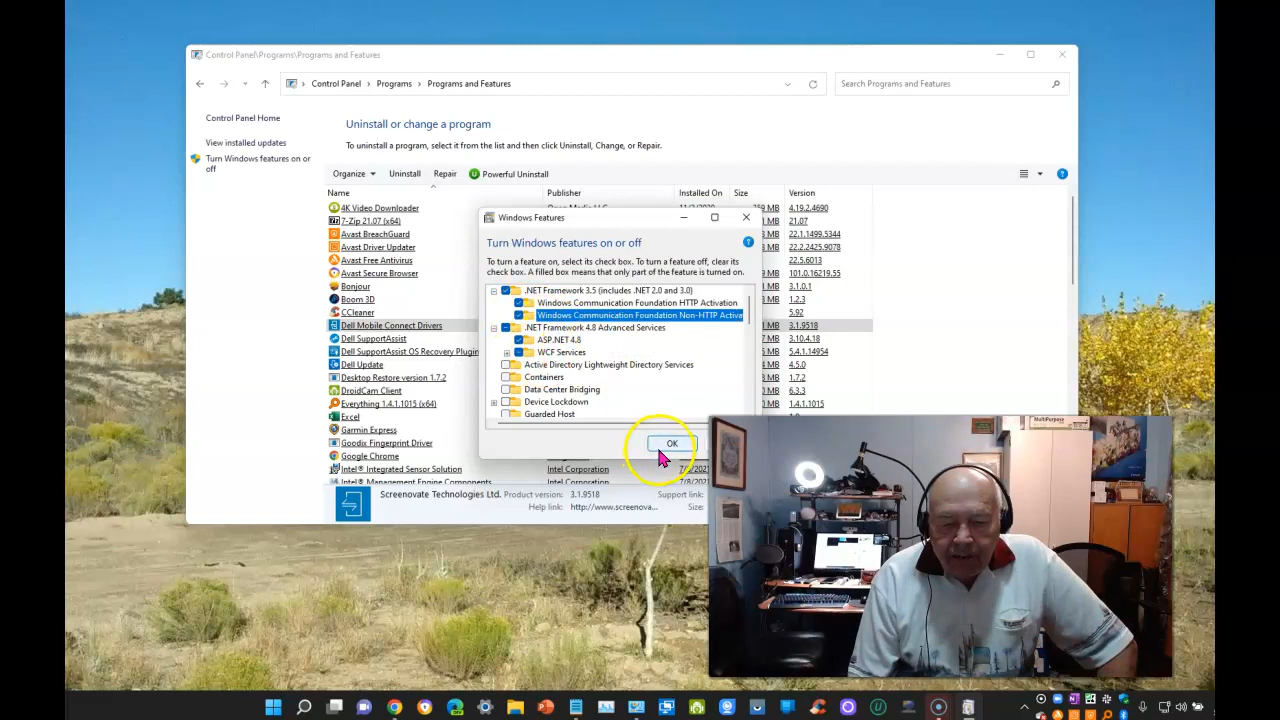 Control Panel\Programs\Programs and Features
Control Panel
Programs
Programs and Features
Search Programs and Features
Control Panel Home
View installed updates
Turn Windows features on or
off
Uninstall or change a program
To uninstall a program, select it from the list and then click Uninstall, Change, or Repair.
Organize Uninstall Repair Powerful Uninstall
Name Publisher Installed On Size Version
4K Video Downloader 4.19.2.4690
7-Zip 21.07 (x64) 21.07
Avast BreachGuard 22.1.1499.5344
Avast Driver Updater 22.2.2425.9078
Avast Free Antivirus 22.5.6013
Avast Secure Browser 101.0.16219.55
Bonjour 3.1.0.1
Boom 3D 1.2.3
CCleaner 5.92
Dell Mobile Connect Drivers 3.1.9518
Dell SupportAssist 3.10.4.18
Dell SupportAssist OS Recovery Plugin 5.4.1.14954
Dell Update 4.5.0
Desktop Restore version 1.7.2 1.7.2
DroidCam Client 6.3.3
Everything 1.4.1.1015 (x64) 1.4.1.1015
Excel
Garmin Express
Goodix Fingerprint Driver
Google Chrome
Intel® Integrated Sensor Solution Intel Corporation
Intel® Management Engine Components Intel Corporation
Windows Features
Turn Windows features on or off
To turn a feature on, select its check box. To turn a feature off, clear its
check box. A filled box means that only part of the feature is turned on.
.NET Framework 3.5 (includes .NET 2.0 and 3.0)
Windows Communication Foundation HTTP Activation
Windows Communication Foundation Non-HTTP Activa
.NET Framework 4.8 Advanced Services
ASP.NET 4.8
WCF Services
Active Directory Lightweight Directory Services
Containers
Data Center Bridging
Device Lockdown
Guarded Host
OK
Screenovate Technologies Ltd. Product version: 3.1.9518 Support link:
Help link: http://www.screenova... Size: